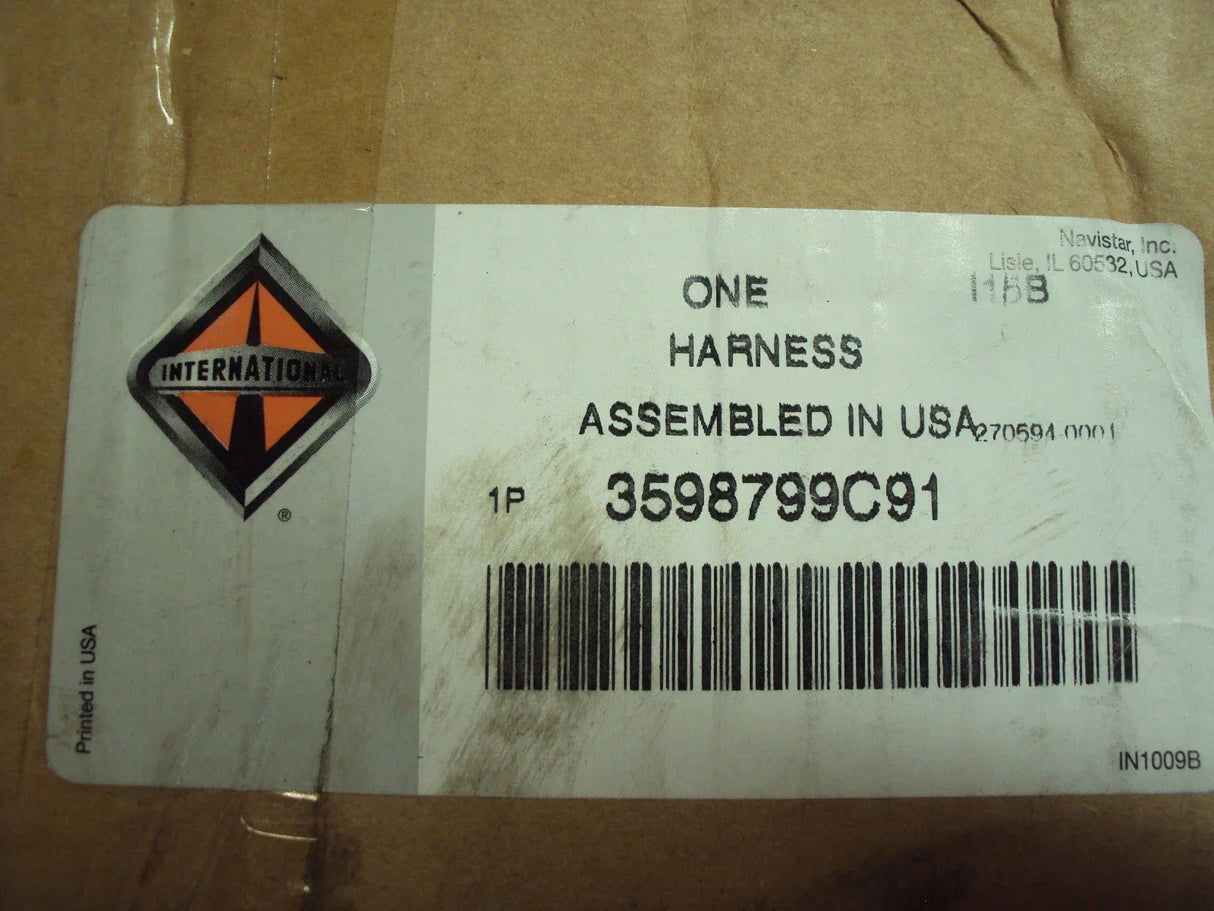 INTERNATIONAL
®
Navistar, Inc.
Lisle, IL 60532, USA
ONE I15B
HARNESS
ASSEMBLED IN USA 270594-0001
1P 3598799C91
Printed in USA
IN1009B